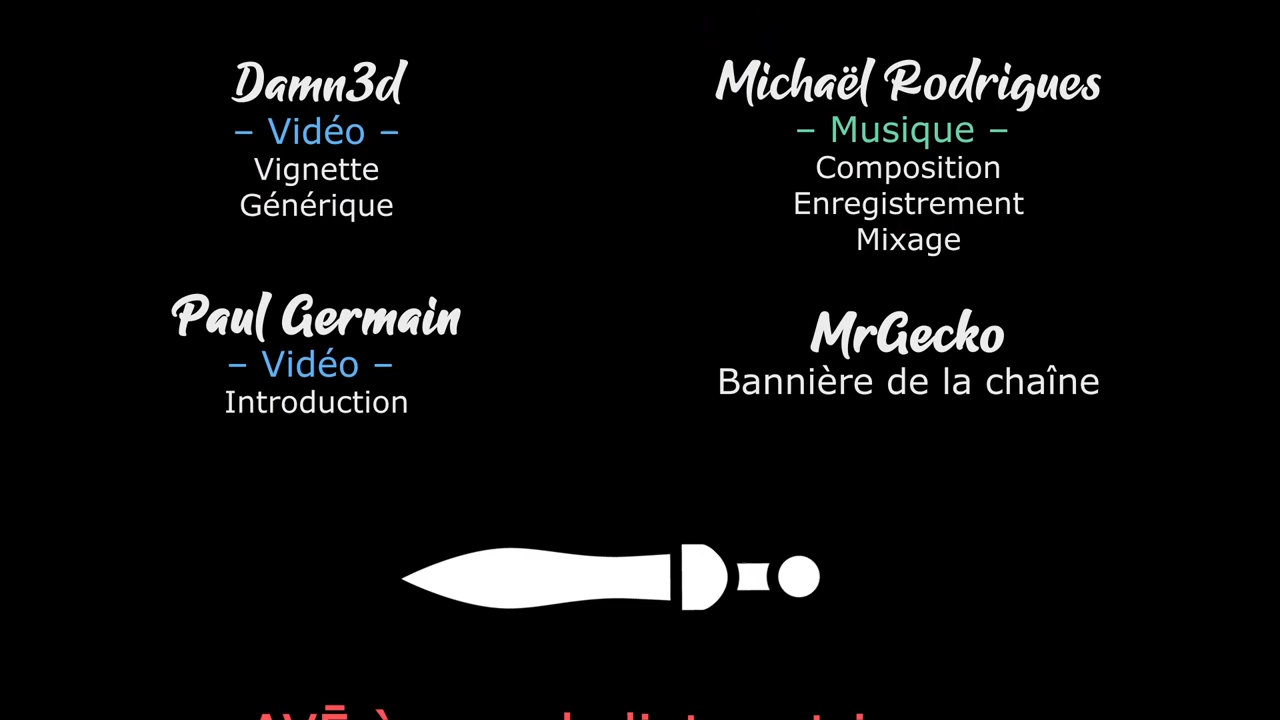 Damn3d
– Vidéo –
Vignette
Générique
Michaël Rodrigues
– Musique –
Composition
Enregistrement
Mixage
Paul Germain
– Vidéo –
Introduction
MrGecko
Bannière de la chaîne
AVĒ à